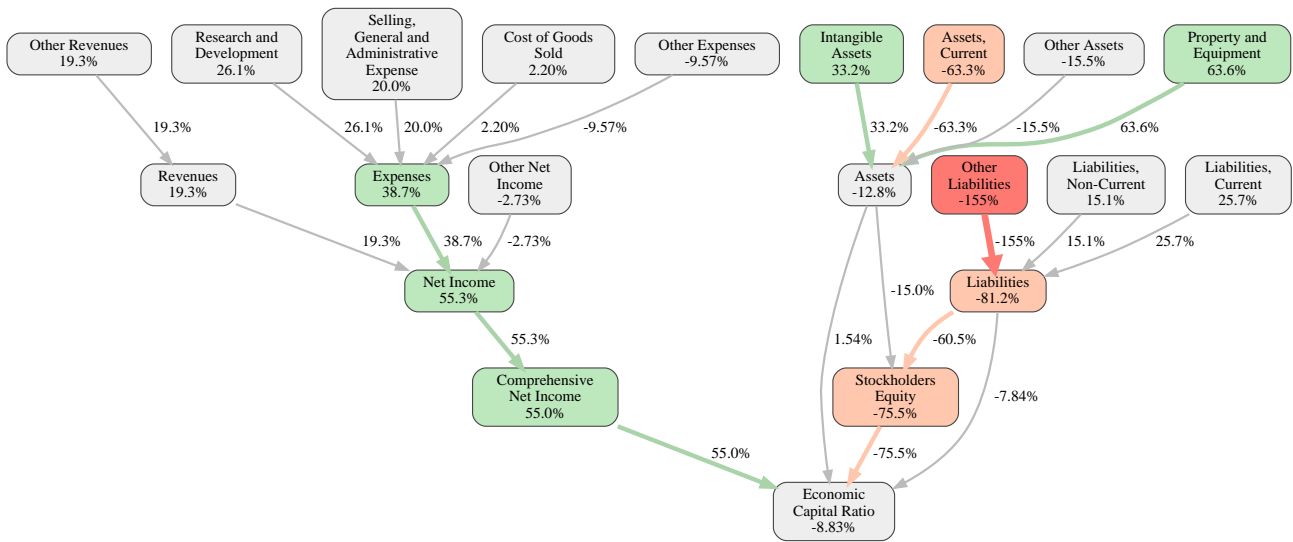 Other Revenues
19.3%
Research and
Development
26.1%
Selling,
General and
Administrative
Expense
20.0%
Cost of Goods
Sold
2.20%
Other Expenses
-9.57%
Intangible
Assets
33.2%
Assets,
Current
-63.3%
Other Assets
-15.5%
Property and
Equipment
63.6%
19.3%
26.1%
20.0%
2.20%
-9.57%
33.2%
-63.3%
-15.5%
63.6%
Revenues
19.3%
Expenses
38.7%
Other Net
Income
-2.73%
Assets
-12.8%
Other
Liabilities
-155%
Liabilities,
Non-Current
15.1%
Liabilities,
Current
25.7%
19.3%
38.7%
-2.73%
-155%
15.1%
25.7%
Net Income
55.3%
-15.0%
Liabilities
-81.2%
55.3%
1.54%
-60.5%
Comprehensive
Net Income
55.0%
Stockholders
Equity
-75.5%
-7.84%
55.0%
-75.5%
Economic
Capital Ratio
-8.83%